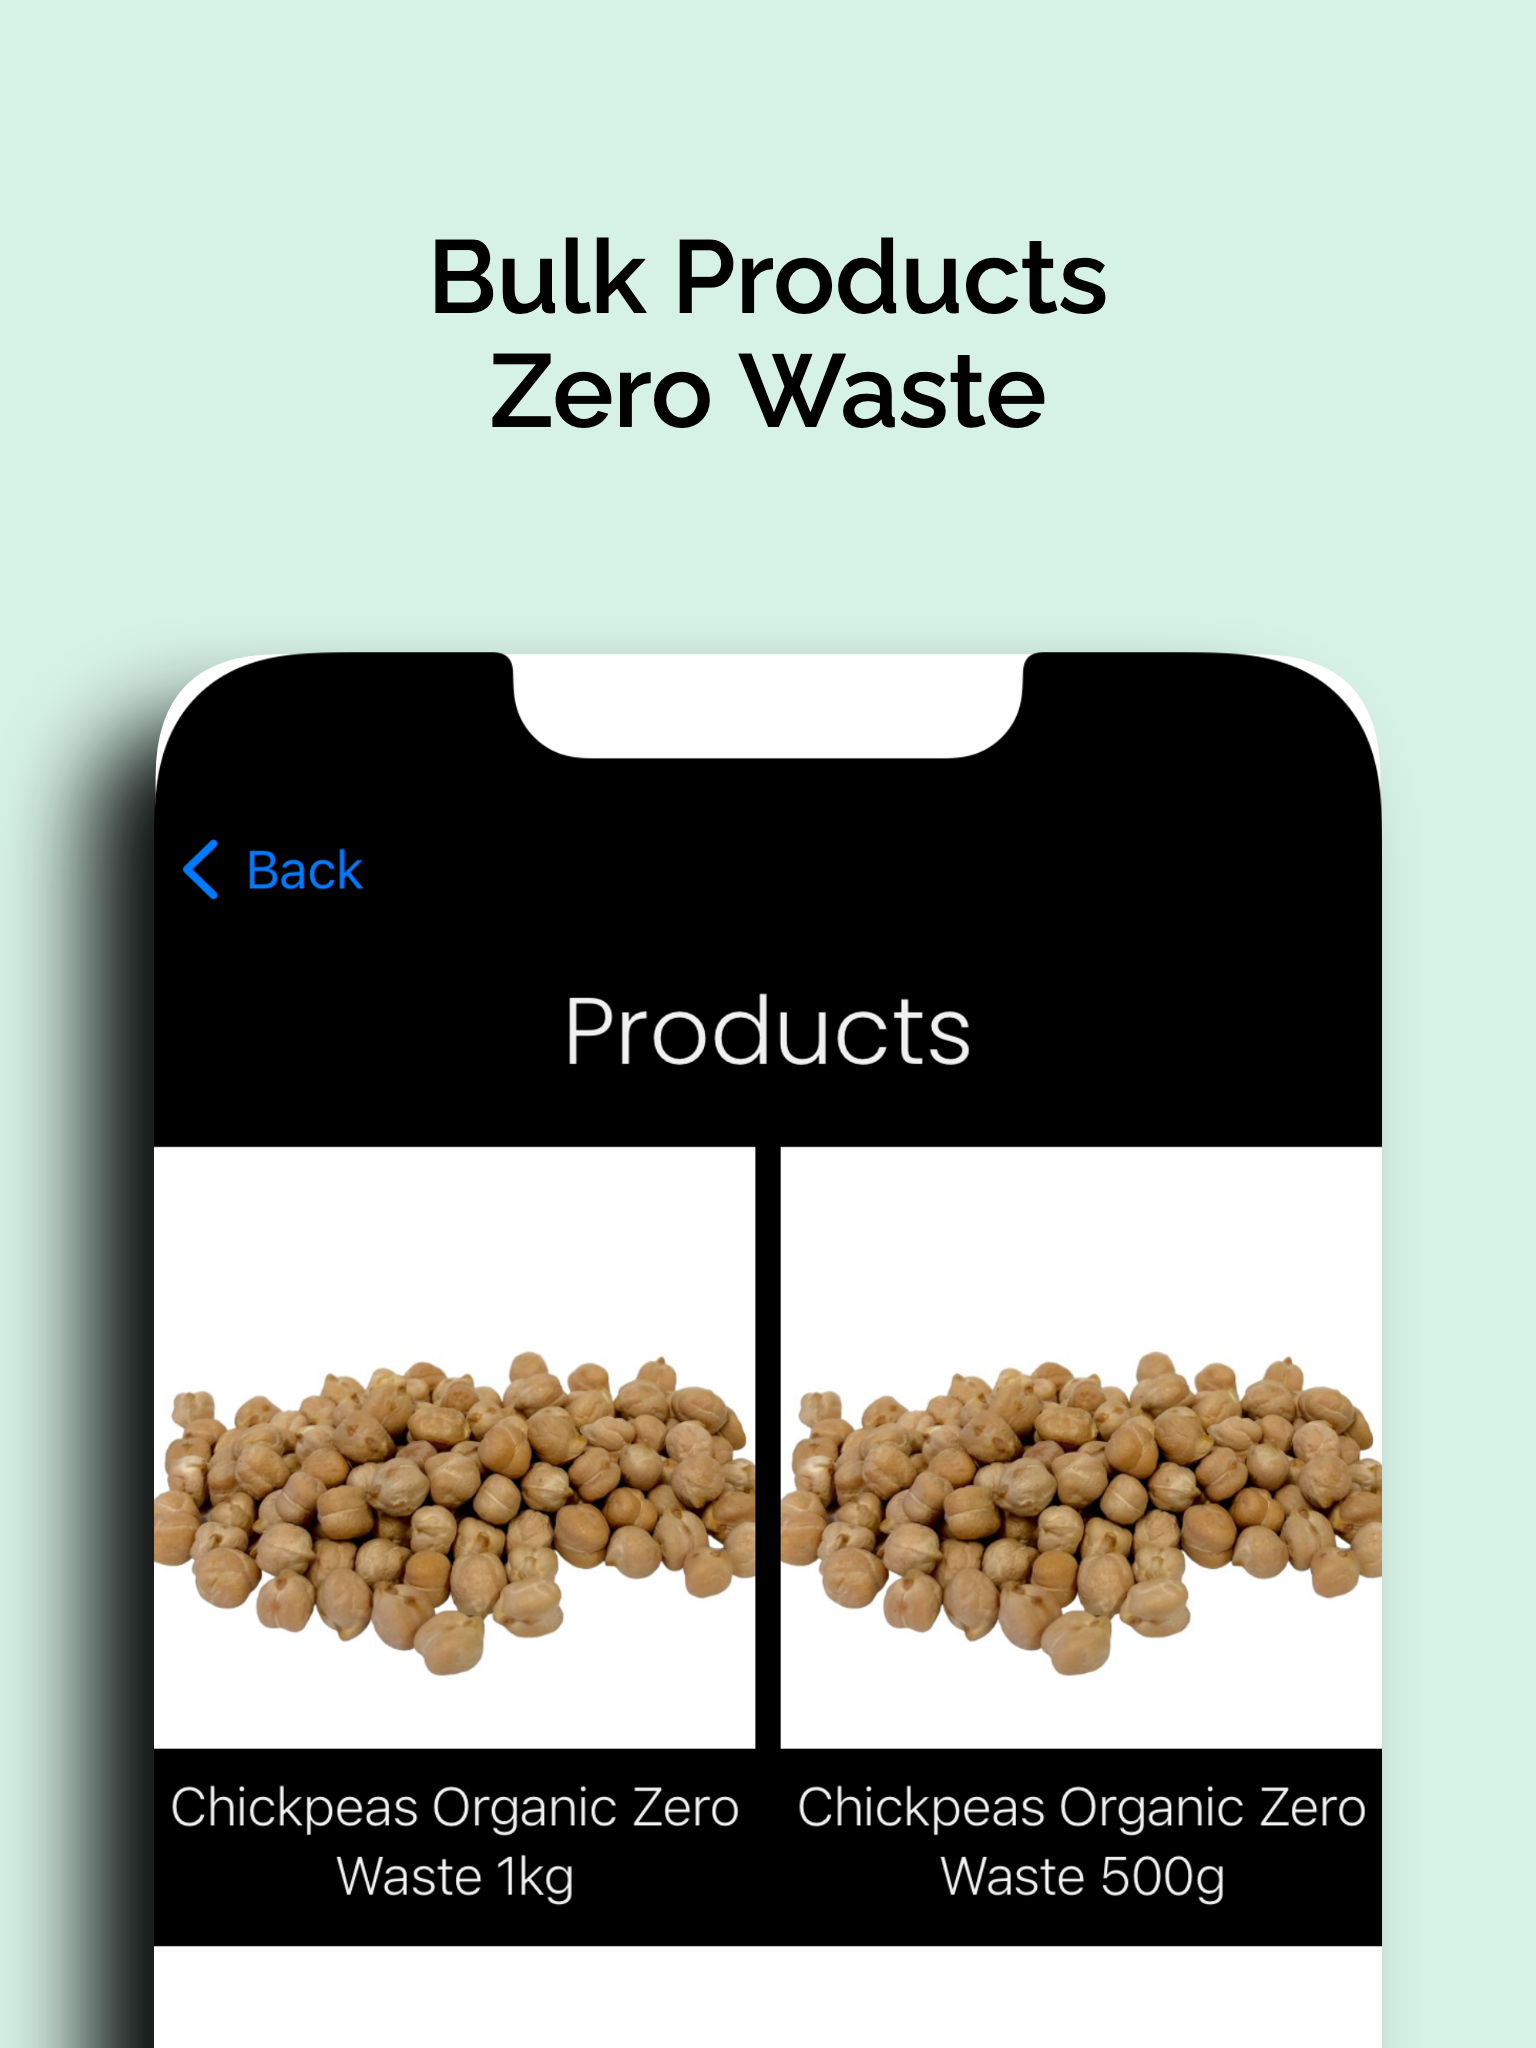 Bulk Products
Zero Waste
Back
Products
Chickpeas Organic Zero
Waste 1kg
Chickpeas Organic Zero
Waste 500g